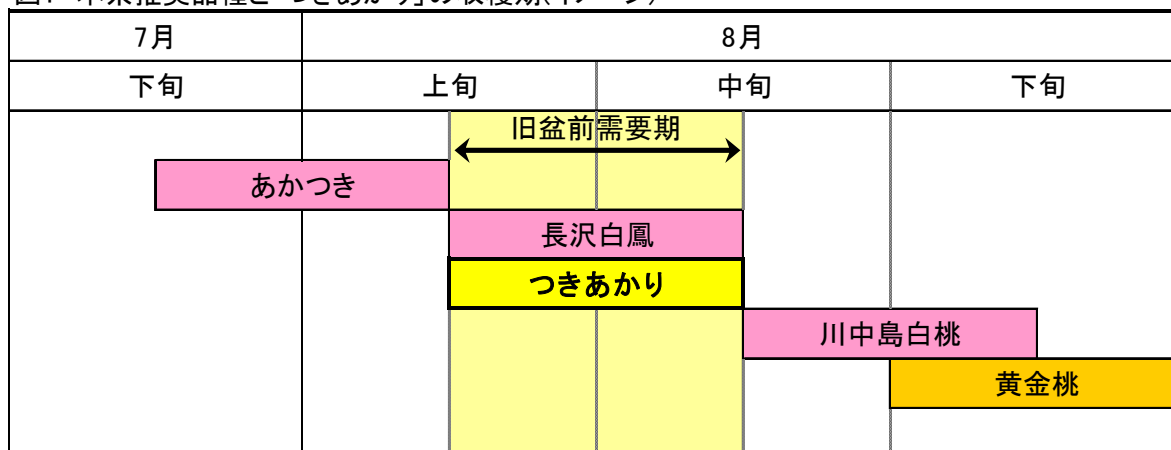 7月 8月
下旬 上旬 中旬 下旬
旧盆前需要期
あかつき
長沢白鳳
つきあかり
川中島白桃
黄金桃